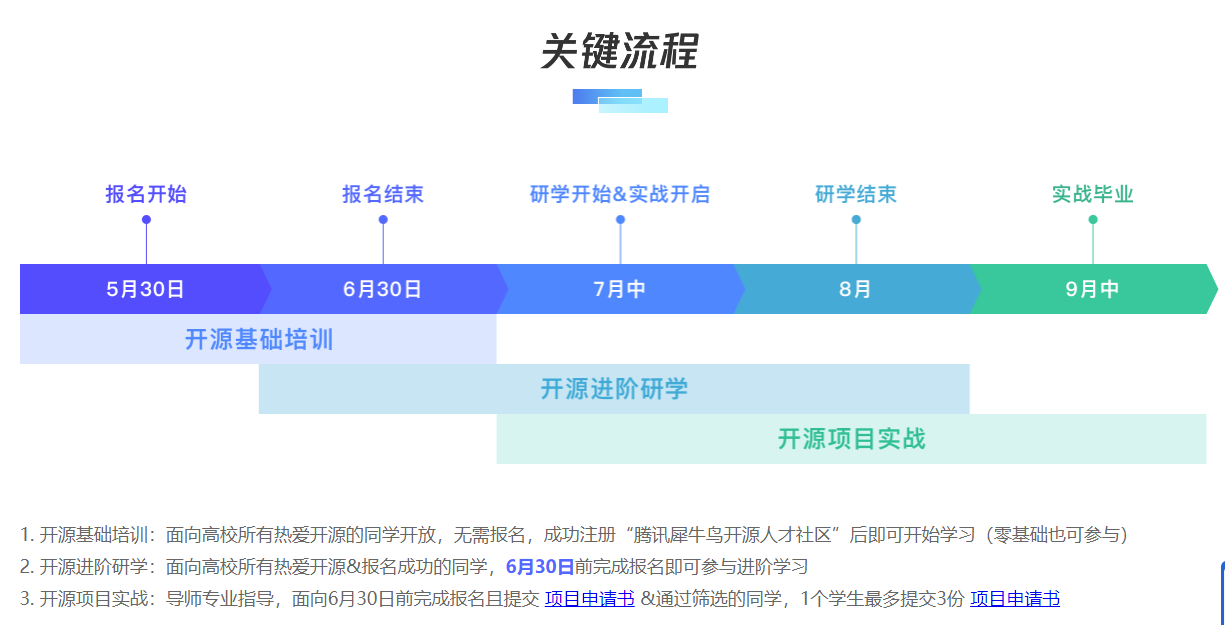 关键流程
报名开始
报名结束
研学开始&实战开启
研学结束
实战毕业
5月30日
6月30日
7月中
8月
9月中
开源基础培训
开源进阶研学
开源项目实战
1. 开源基础培训：面向高校所有热爱开源的同学开放，无需报名，成功注册“腾讯犀牛鸟开源人才社区”后即可开始学习（零基础也可参与）
2. 开源进阶研学：面向高校所有热爱开源&报名成功的同学，6月30日前完成报名即可参与进阶学习
3. 开源项目实战：导师专业指导，面向6月30日前完成报名且提交 项目申请书 &通过筛选的同学，1个学生最多提交3份 项目申请书